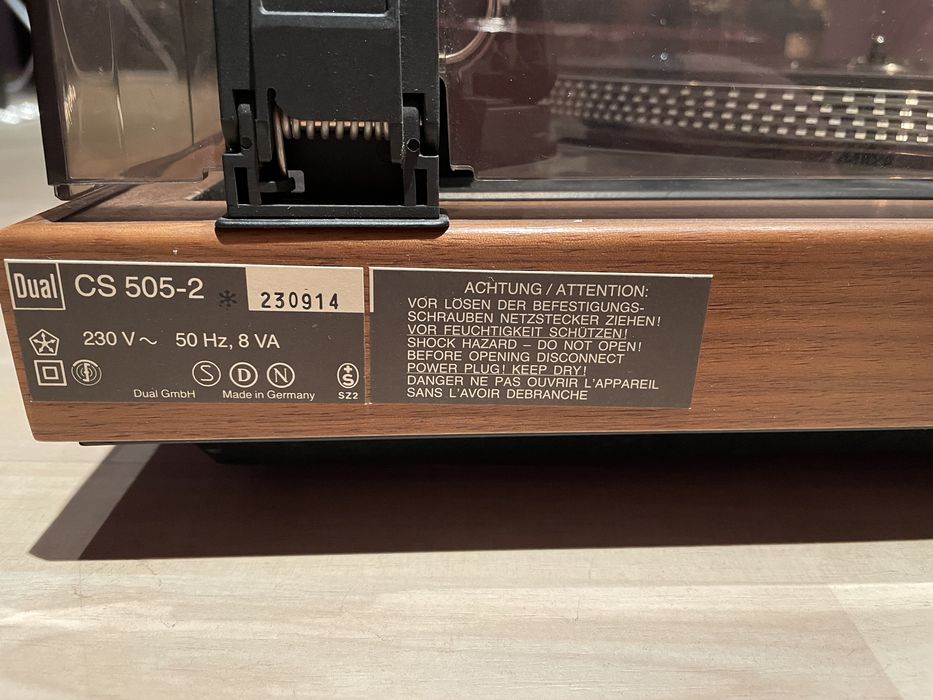 Dual CS 505-2 * 230914
230 V ~ 50 Hz, 8 VA
S D N +S
Dual GmbH Made in Germany SZ2
ACHTUNG / ATTENTION:
VOR LÖSEN DER BEFESTIGUNGS-
SCHRAUBEN NETZSTECKER ZIEHEN!
VOR FEUCHTIGKEIT SCHÜTZEN!
SHOCK HAZARD – DO NOT OPEN!
BEFORE OPENING DISCONNECT
POWER PLUG! KEEP DRY!
DANGER NE PAS OUVRIR L'APPAREIL
SANS L'AVOIR DEBRANCHE